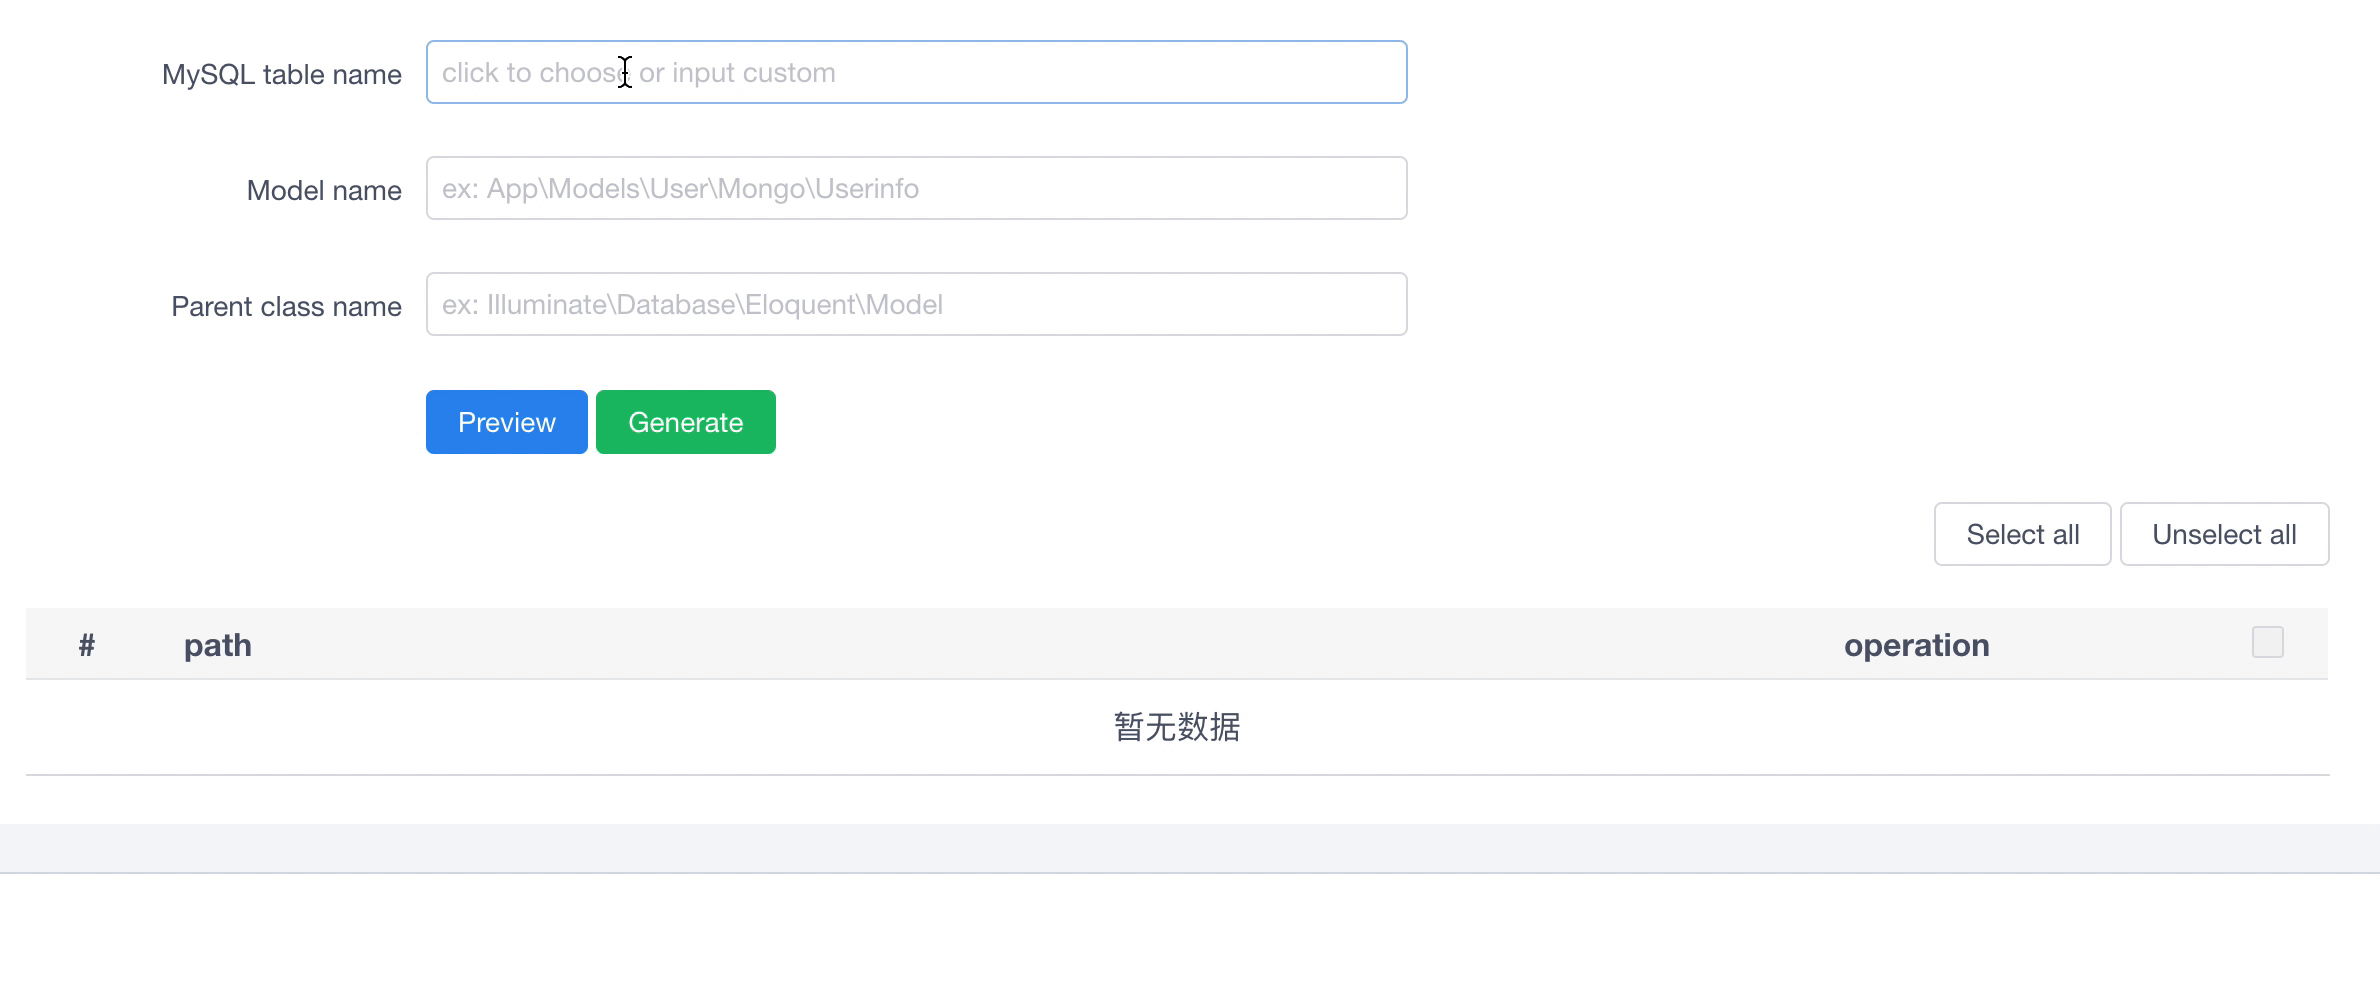 MySQL table name
click to choose or input custom
Model name
ex: App\Models\User\Mongo\Userinfo
Parent class name
ex: Illuminate\Database\Eloquent\Model
Preview Generate
Select all Unselect all
# path operation
暂无数据